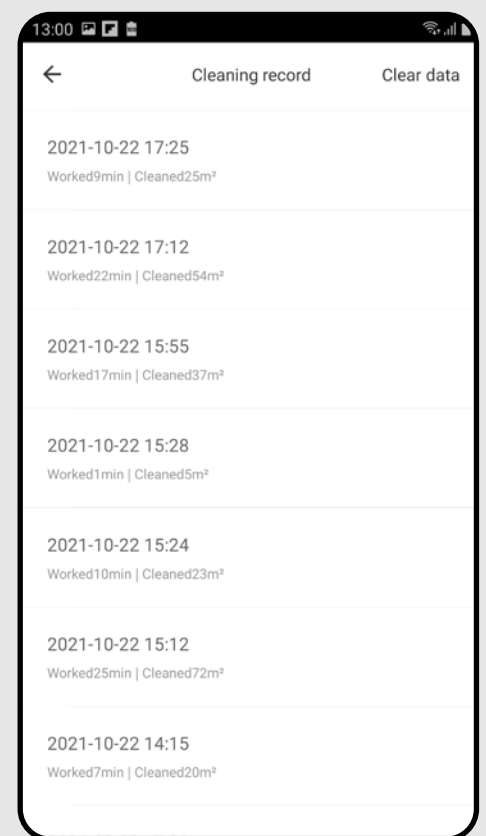 13:00
Cleaning record
Clear data
2021-10-22 17:25
Worked9min | Cleaned25m²
2021-10-22 17:12
Worked22min | Cleaned54m²
2021-10-22 15:55
Worked17min | Cleaned37m²
2021-10-22 15:28
Worked1min | Cleaned5m²
2021-10-22 15:24
Worked10min | Cleaned23m²
2021-10-22 15:12
Worked25min | Cleaned72m²
2021-10-22 14:15
Worked7min | Cleaned20m²